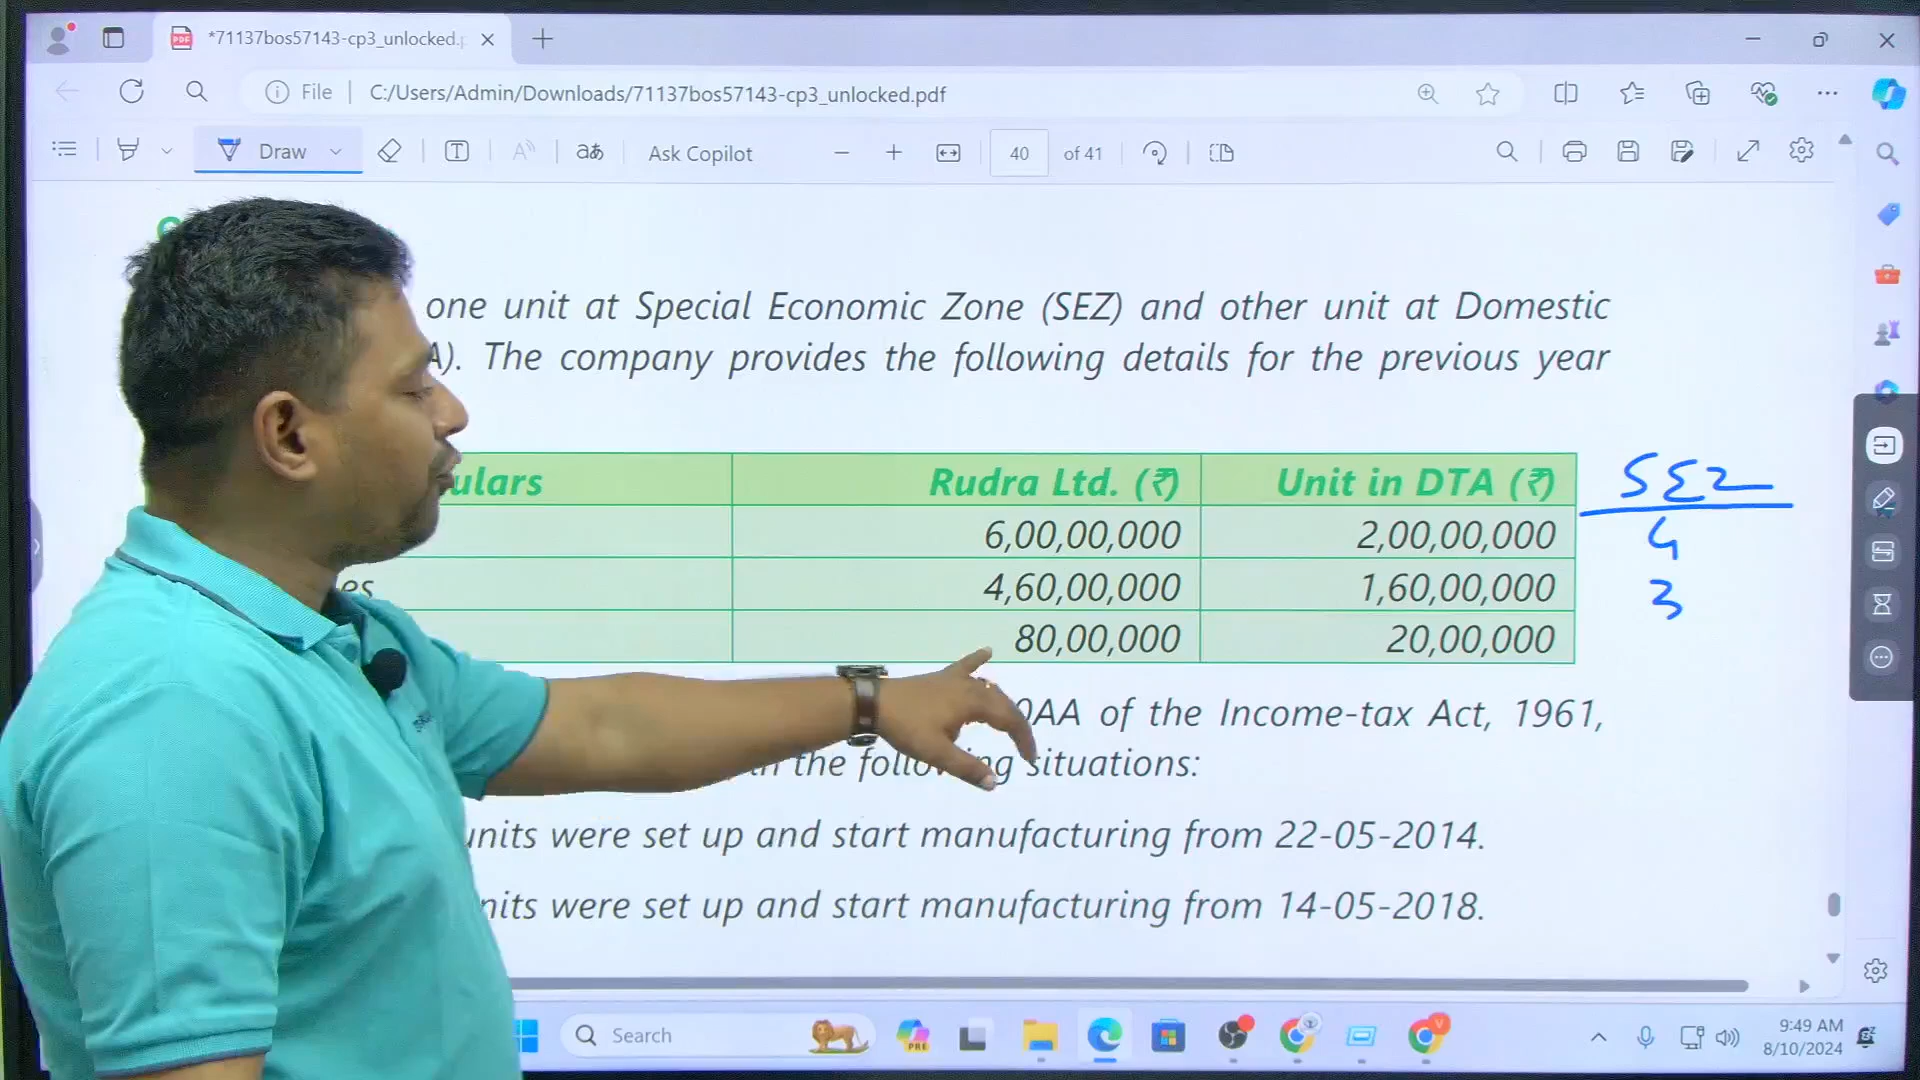 *71137bos57143-cp3_unlocked.p
File | C:/Users/Admin/Downloads/71137bos57143-cp3_unlocked.pdf
Draw
Ask Copilot
40 of 41
one unit at Special Economic Zone (SEZ) and other unit at Domestic
A). The company provides the following details for the previous year
ulars Rudra Ltd. (₹) Unit in DTA (₹) SEZ
6,00,00,000 2,00,00,000 4
es 4,60,00,000 1,60,00,000 3
80,00,000 20,00,000
0AA of the Income-tax Act, 1961,
in the following situations:
units were set up and start manufacturing from 22-05-2014.
nits were set up and start manufacturing from 14-05-2018.
Search
PRE
V
9:49 AM
8/10/2024